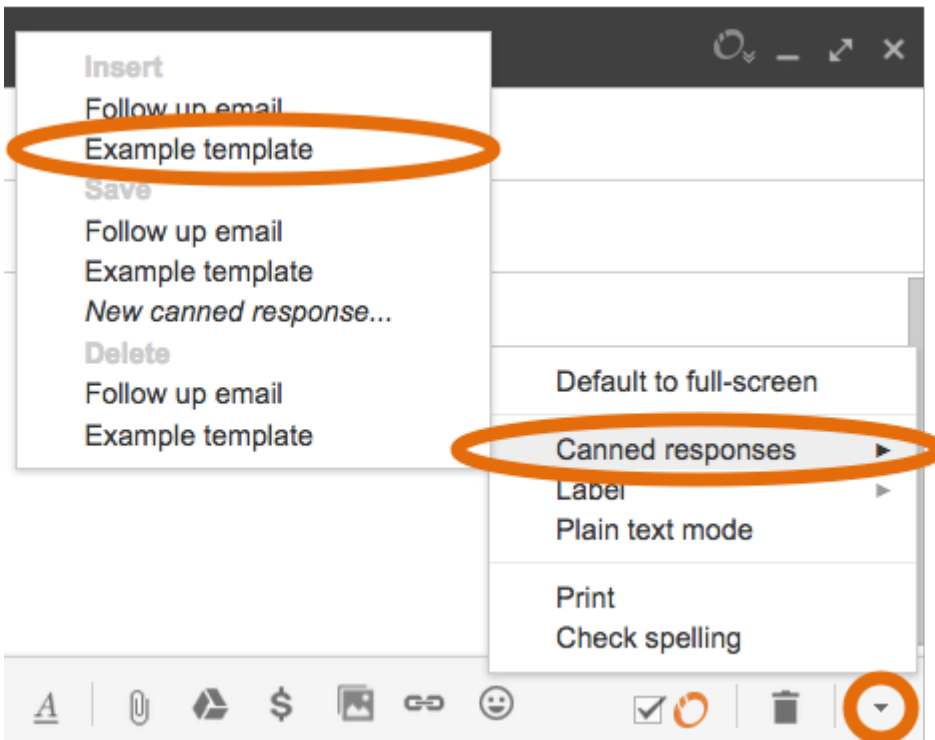 Insert
Follow up email
Example template
Save
Follow up email
Example template
New canned response...
Delete
Follow up email
Example template
Default to full-screen
Canned responses
Label
Plain text mode
Print
Check spelling
A
$